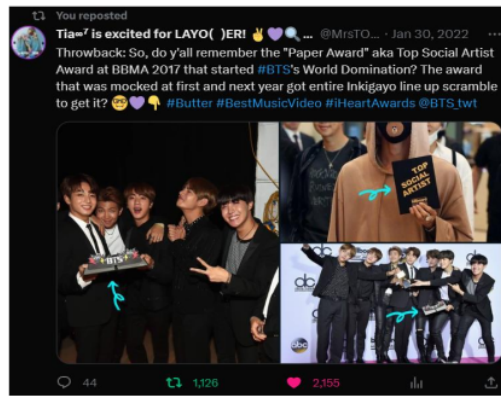 You reposted
Tia∞⁷ is excited for LAYO( )ER! ✌💜🔍... @MrsTO... · Jan 30, 2022
Throwback: So, do y'all remember the "Paper Award" aka Top Social Artist
Award at BBMA 2017 that started #BTS's World Domination? The award
that was mocked at first and next year got entire Inkigayo line up scramble
to get it? 🤓💜👇 #Butter #BestMusicVideo #iHeartAwards @BTS_twt
BTS
TOP
SOCIAL
ARTIST
dc
abc
44
1,126
2,155